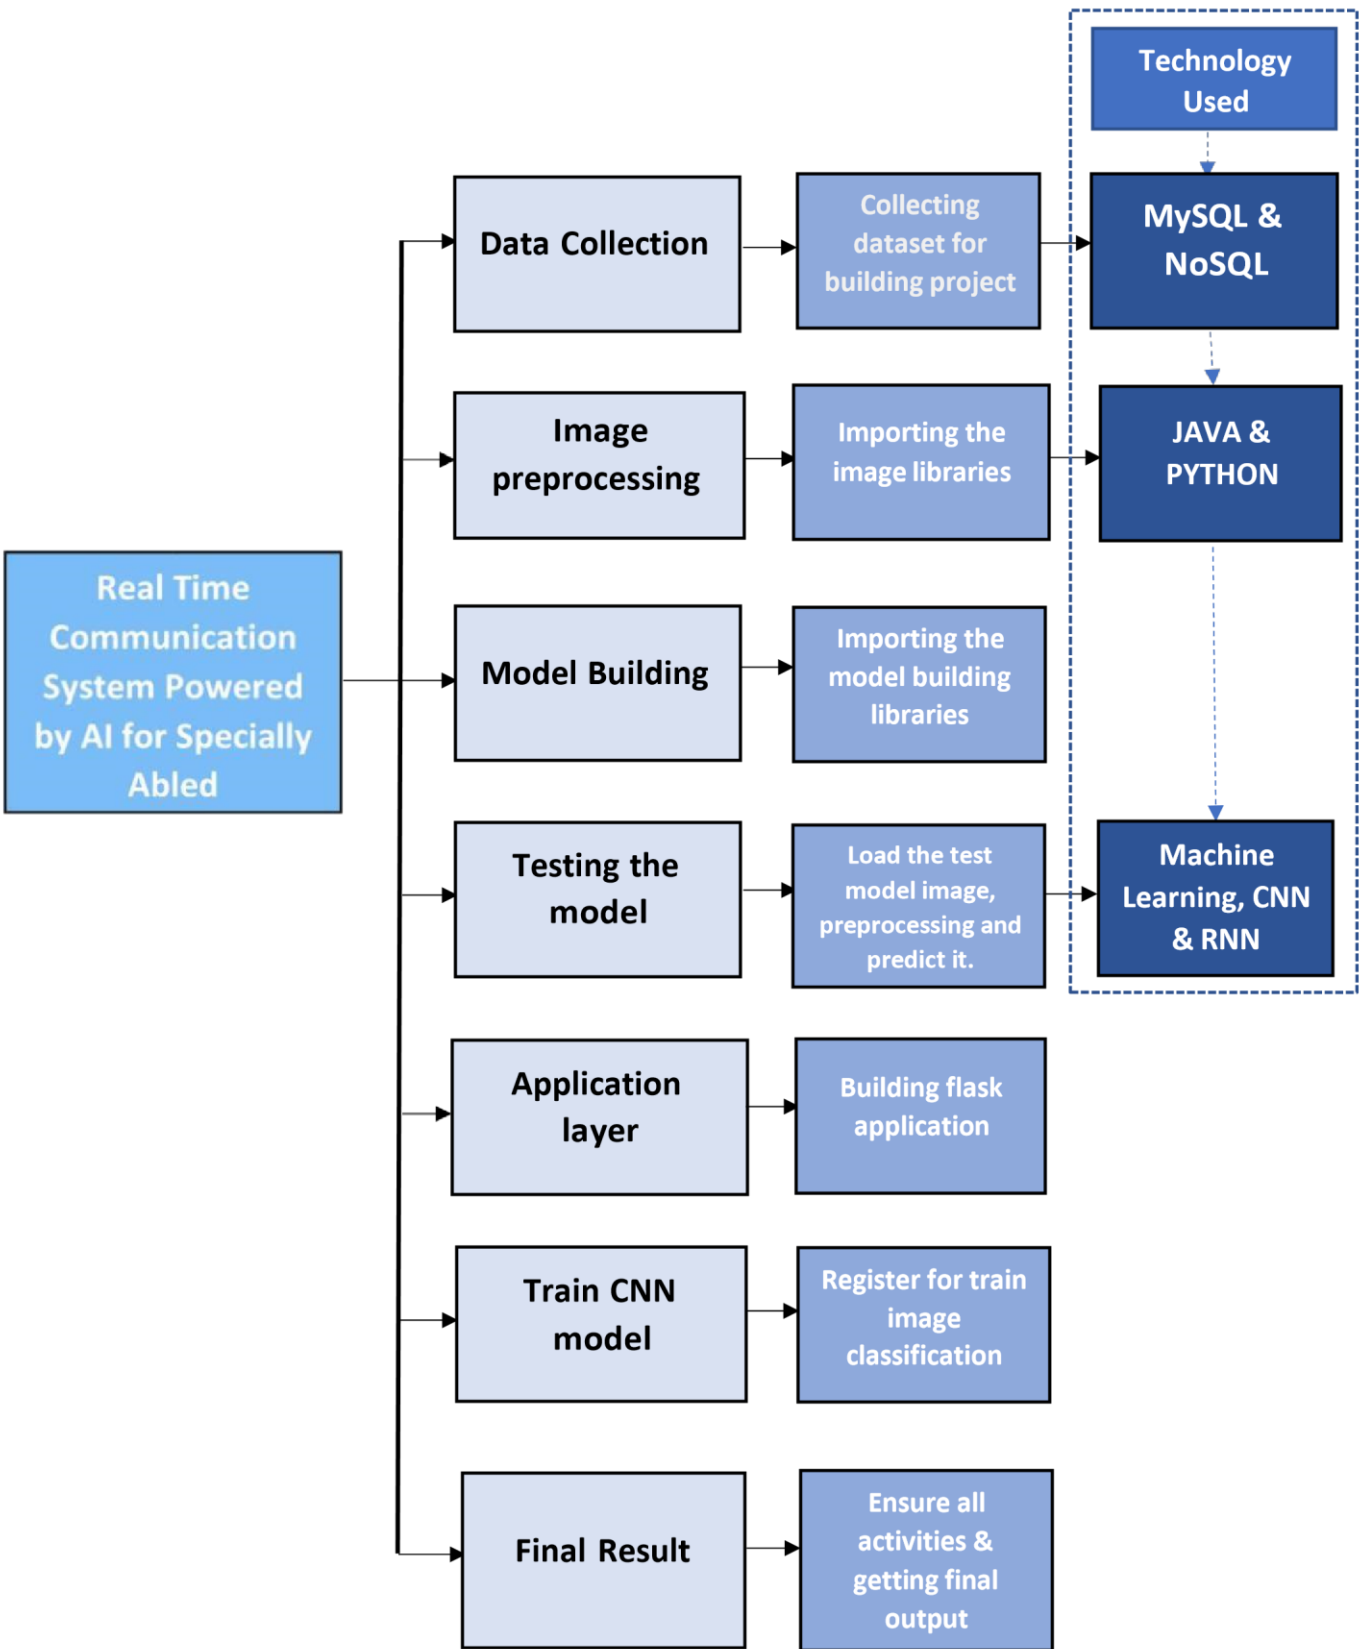 Technology
Used
Data Collection
Collecting
dataset for
building project
MySQL &
NoSQL
Image
preprocessing
Importing the
image libraries
JAVA &
PYTHON
Real Time
Communication
System Powered
by AI for Specially
Abled
Model Building
Importing the
model building
libraries
Testing the
model
Load the test
model image,
preprocessing and
predict it.
Machine
Learning, CNN
& RNN
Application
layer
Building flask
application
Train CNN
model
Register for train
image
classification
Final Result
Ensure all
activities &
getting final
output